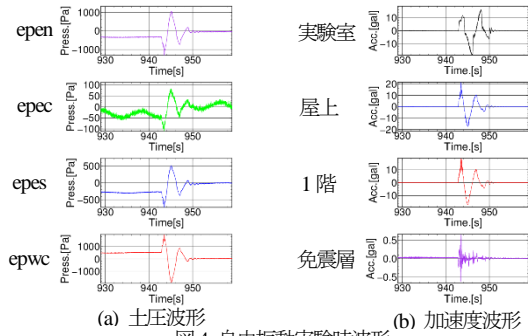 epen
Press.[Pa]
1000
0
-1000
930 940 950
Time[s]
epec
Press.[Pa]
100
50
0
-50
-100
930 940 950
Time[s]
epes
Press.[Pa]
500
0
-500
930 940 950
Time[s]
epwc
Press.[Pa]
1000
0
-1000
930 940 950
Time[s]
(a) 土圧波形
実験室
Acc.[gal]
10
0
-10
930 940 950
Time.[s]
屋上
Acc.[gal]
20
10
0
-10
-20
930 940 950
Time.[s]
1 階
Acc.[gal]
10
0
-10
930 940 950
Time.[s]
免震層
Acc.[gal]
0.5
0.0
-0.5
930 940 950
Time.[s]
(b) 加速度波形